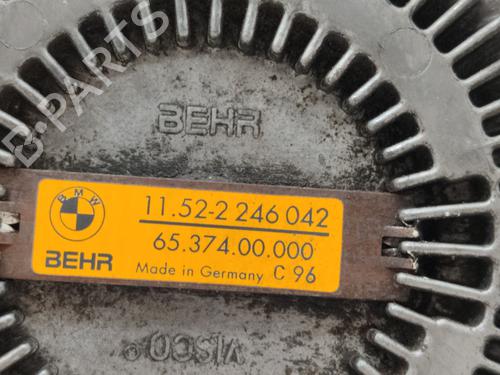 B-PARTS
BEHR
BMW
11.52-2 246 042
65.374.00.000
BEHR
Made in Germany C 96
VISCO